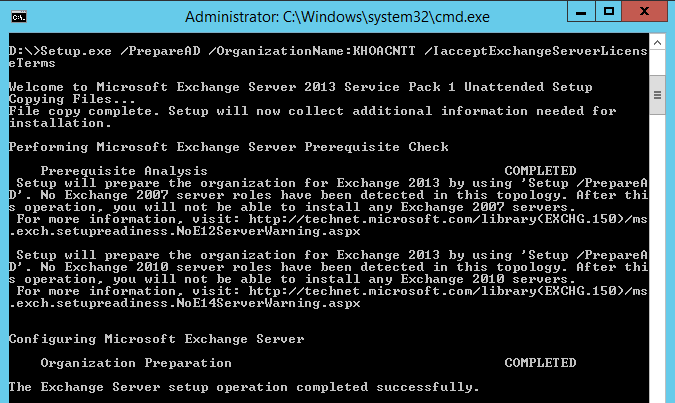 Administrator: C:\Windows\system32\cmd.exe
D:\>Setup.exe /PrepareAD /OrganizationName:KHOACNTT /IacceptExchangeServerLicens
eTerms
Welcome to Microsoft Exchange Server 2013 Service Pack 1 Unattended Setup
Copying Files...
File copy complete. Setup will now collect additional information needed for
installation.
Performing Microsoft Exchange Server Prerequisite Check
Prerequisite Analysis COMPLETED
Setup will prepare the organization for Exchange 2013 by using 'Setup /PrepareA
D'. No Exchange 2007 server roles have been detected in this topology. After thi
s operation, you will not be able to install any Exchange 2007 servers.
For more information, visit: http://technet.microsoft.com/library(EXCHG.150)/ms
.exch.setupreadiness.NoE12ServerWarning.aspx
Setup will prepare the organization for Exchange 2013 by using 'Setup /PrepareA
D'. No Exchange 2010 server roles have been detected in this topology. After thi
s operation, you will not be able to install any Exchange 2010 servers.
For more information, visit: http://technet.microsoft.com/library(EXCHG.150)/ms
.exch.setupreadiness.NoE14ServerWarning.aspx
Configuring Microsoft Exchange Server
Organization Preparation COMPLETED
The Exchange Server setup operation completed successfully.